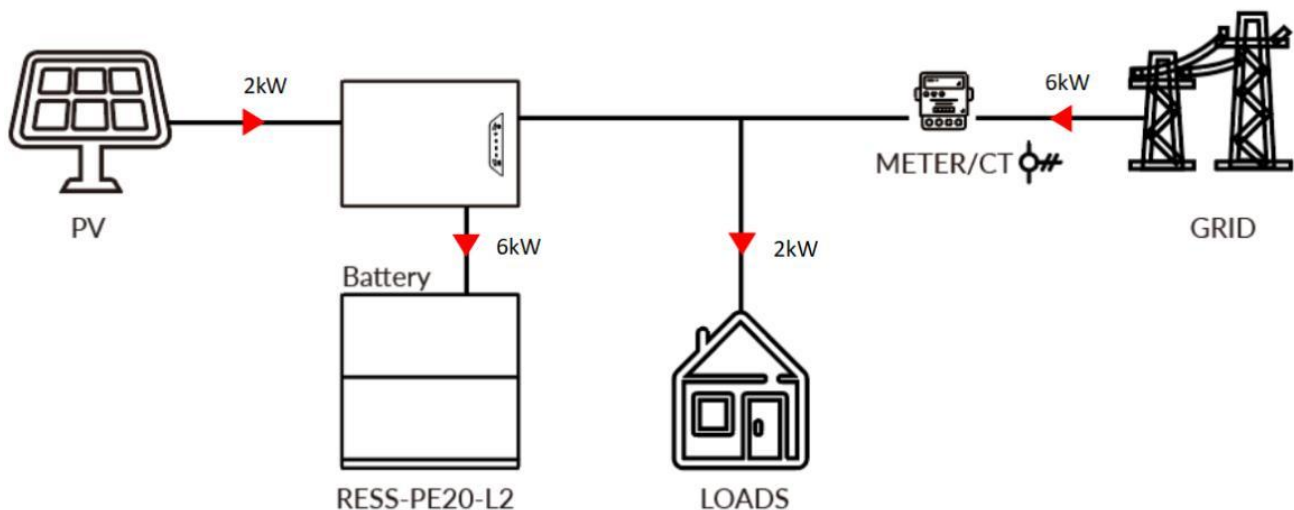 2kW
6kW
METER/CT
PV
GRID
6kW
2kW
Battery
RESS-PE20-L2
LOADS